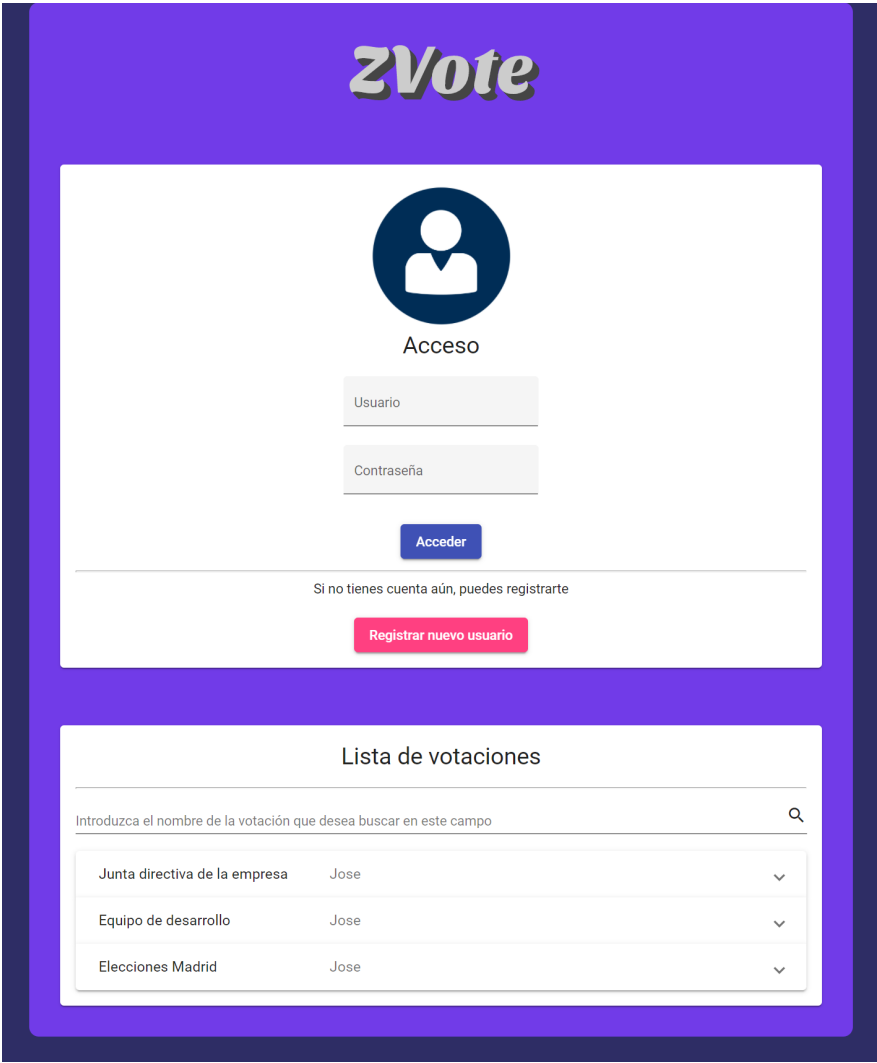 ZVote
Acceso
Usuario
Contraseña
Acceder
Si no tienes cuenta aún, puedes registrarte
Registrar nuevo usuario
Lista de votaciones
Introduzca el nombre de la votación que desea buscar en este campo
Junta directiva de la empresa Jose
Equipo de desarrollo Jose
Elecciones Madrid Jose